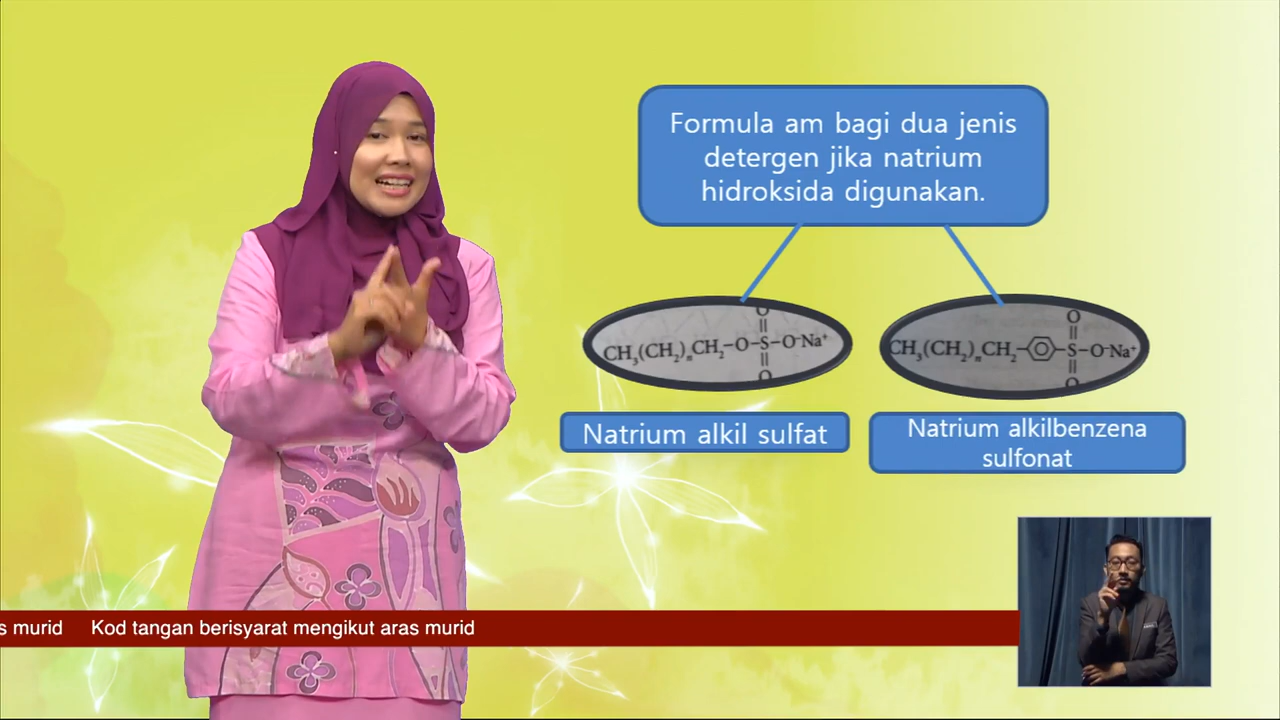 Formula am bagi dua jenis
detergen jika natrium
hidroksida digunakan.
O
||
CH₃(CH₂)ₙCH₂–O–S–O⁻Na⁺
||
O
O
||
CH₃(CH₂)ₙCH₂–⌬–S–O⁻Na⁺
||
O
Natrium alkil sulfat
Natrium alkilbenzena
sulfonat
s murid Kod tangan berisyarat mengikut aras murid